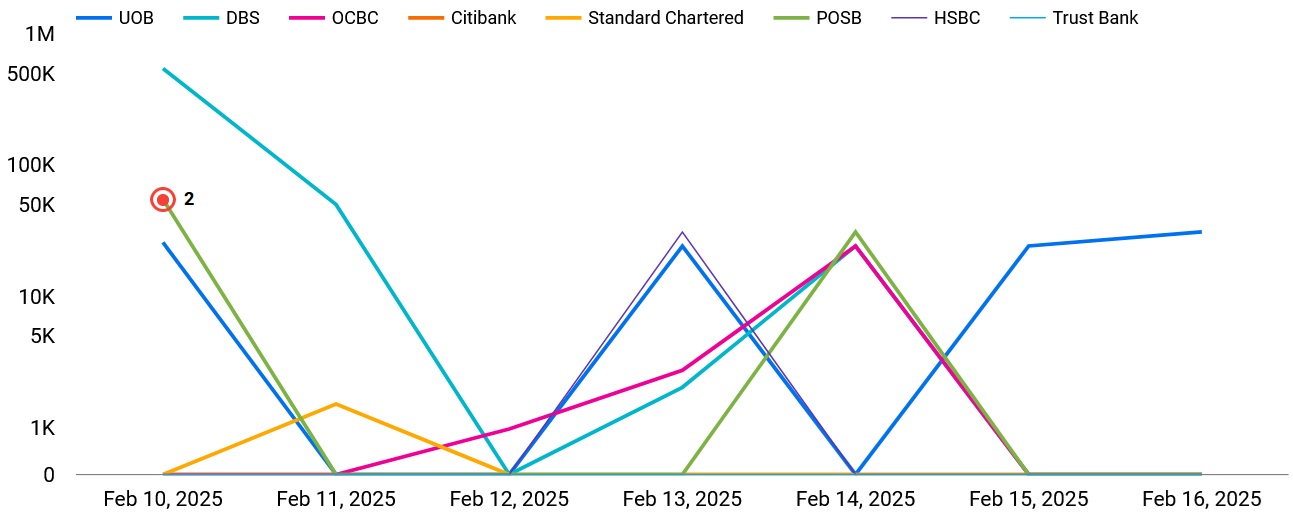 UOB DBS OCBC Citibank Standard Chartered POSB HSBC Trust Bank
1M
500K
100K
2
50K
10K
5K
1K
0
Feb 10, 2025 Feb 11, 2025 Feb 12, 2025 Feb 13, 2025 Feb 14, 2025 Feb 15, 2025 Feb 16, 2025